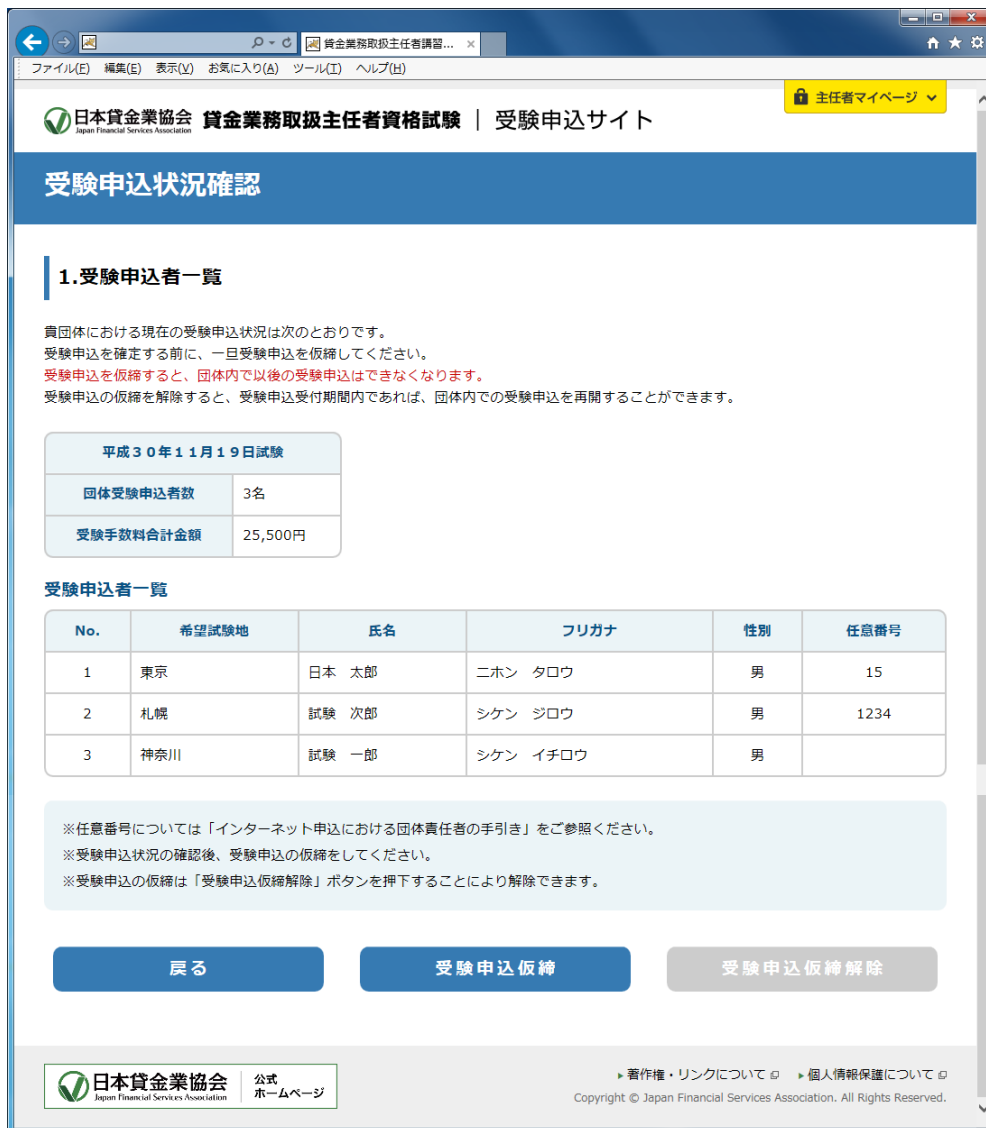 貸金業務取扱主任者講習...
ファイル(F) 編集(E) 表示(V) お気に入り(A) ツール(T) ヘルプ(H)
主任者マイページ
日本貸金業協会 貸金業務取扱主任者資格試験 | 受験申込サイト
Japan Financial Services Association
受験申込状況確認
1.受験申込者一覧
貴団体における現在の受験申込状況は次のとおりです。
受験申込を確定する前に、一旦受験申込を仮締してください。
受験申込を仮締すると、団体内で以後の受験申込はできなくなります。
受験申込の仮締を解除すると、受験申込受付期間内であれば、団体内での受験申込を再開することができます。
平成30年11月19日試験
団体受験申込者数 3名
受験手数料合計金額 25,500円
受験申込者一覧
No. 希望試験地 氏名 フリガナ 性別 任意番号
1 東京 日本 太郎 ニホン タロウ 男 15
2 札幌 試験 次郎 シケン ジロウ 男 1234
3 神奈川 試験 一郎 シケン イチロウ 男
※任意番号については「インターネット申込における団体責任者の手引き」をご参照ください。
※受験申込状況の確認後、受験申込の仮締をしてください。
※受験申込の仮締は「受験申込仮締解除」ボタンを押下することにより解除できます。
戻る 受験申込仮締 受験申込仮締解除
日本貸金業協会 公式
Japan Financial Services Association ホームページ
著作権・リンクについて 個人情報保護について
Copyright © Japan Financial Services Association. All Rights Reserved.